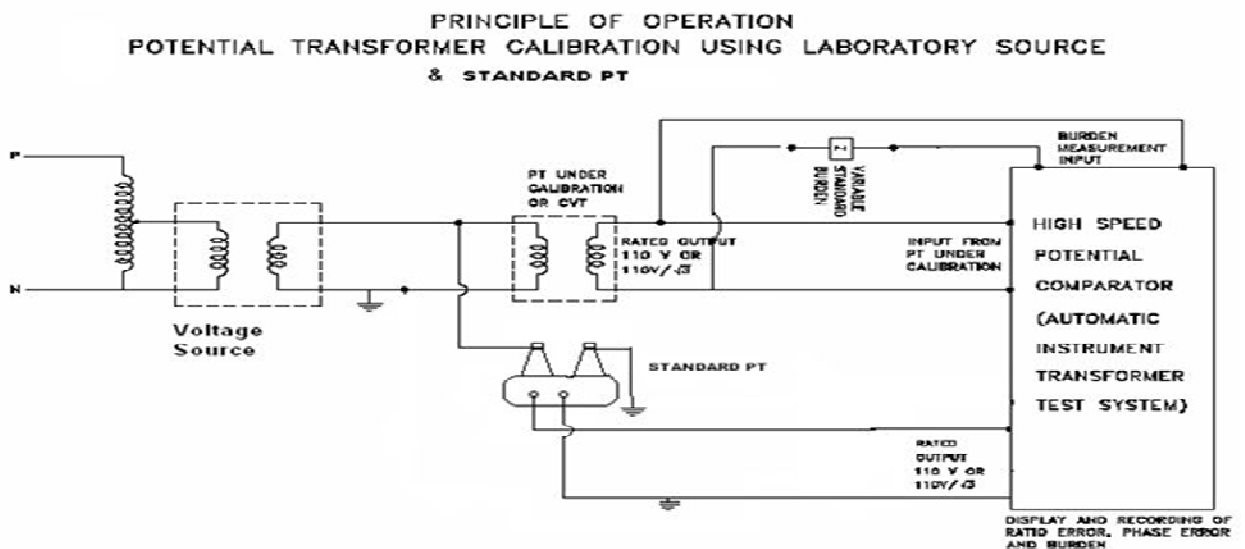 PRINCIPLE OF OPERATION
POTENTIAL TRANSFORMER CALIBRATION USING LABORATORY SOURCE
& STANDARD PT
P
N
Voltage
Source
PT UNDER
CALIBRATION
OR CVT
RATED OUTPUT
110 V OR
110V/√3
Z
VARIABLE
STANDARD
BURDEN
BURDEN
MEASUREMENT
INPUT
INPUT FROM
PT UNDER
CALIBRATION
HIGH SPEED
POTENTIAL
COMPARATOR
(AUTOMATIC
INSTRUMENT
TRANSFORMER
TEST SYSTEM)
STANDARD PT
RATED
OUTPUT
110 V OR
110V/√3
DISPLAY AND RECORDING OF
RATIO ERROR, PHASE ERROR
AND BURDEN